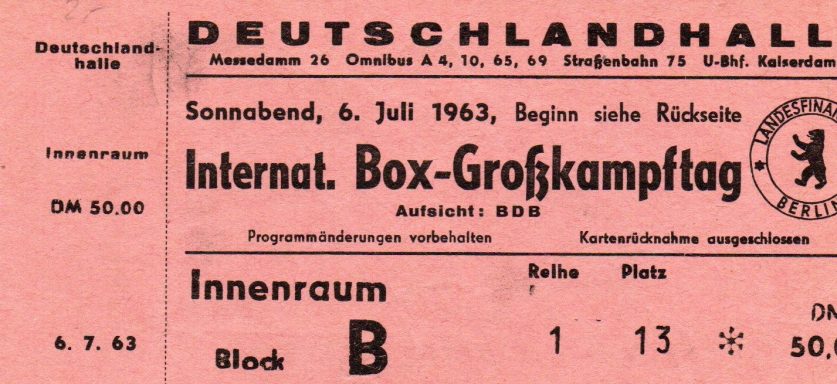 Deutschland-
halle
Innenraum
DM 50.00
6. 7. 63
DEUTSCHLANDHALL
Messedamm 26 Omnibus A 4, 10, 65, 69 Straßenbahn 75 U-Bhf. Kaiserdam
Sonnabend, 6. Juli 1963, Beginn siehe Rückseite
Internat. Box-Großkampftag
Aufsicht: BDB
Programmänderungen vorbehalten Kartenrücknahme ausgeschlossen
LANDESFINAN
BERLIN
Innenraum
Reihe Platz
Block B 1 13 *
DM
50,0